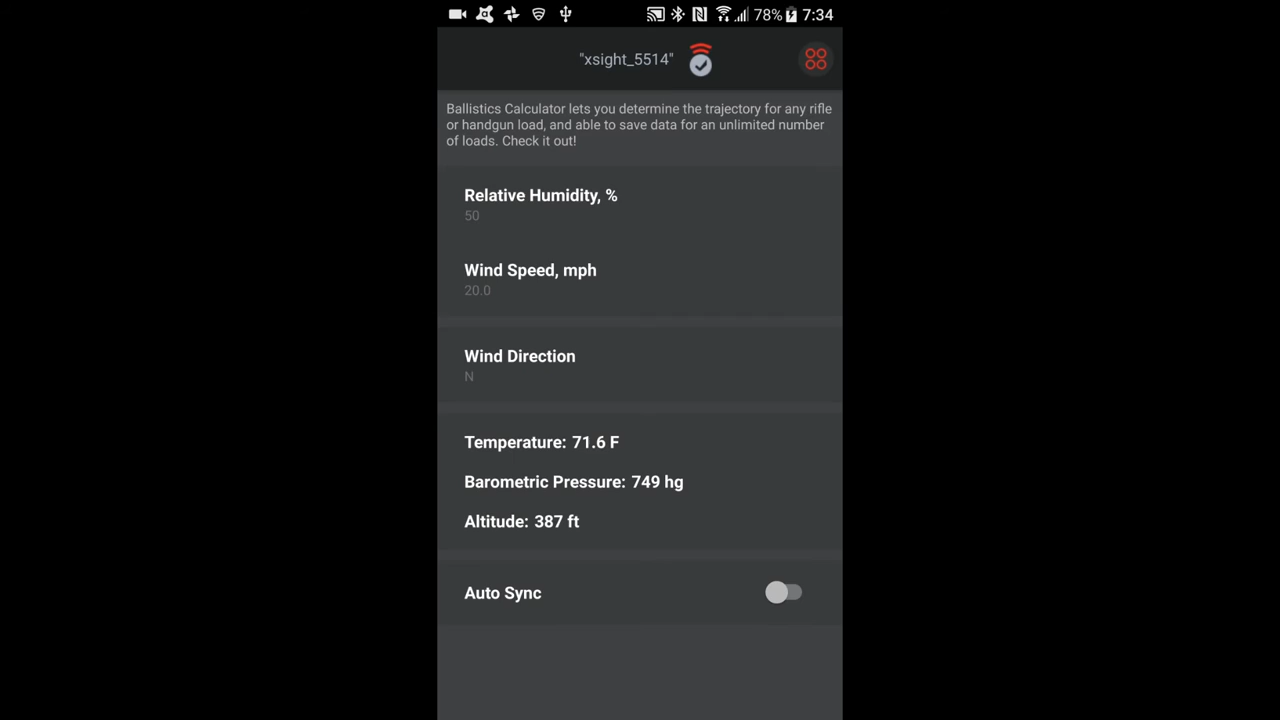 78% 7:34
"xsight_5514"
Ballistics Calculator lets you determine the trajectory for any rifle
or handgun load, and able to save data for an unlimited number
of loads. Check it out!
Relative Humidity, %
50
Wind Speed, mph
20.0
Wind Direction
N
Temperature: 71.6 F
Barometric Pressure: 749 hg
Altitude: 387 ft
Auto Sync